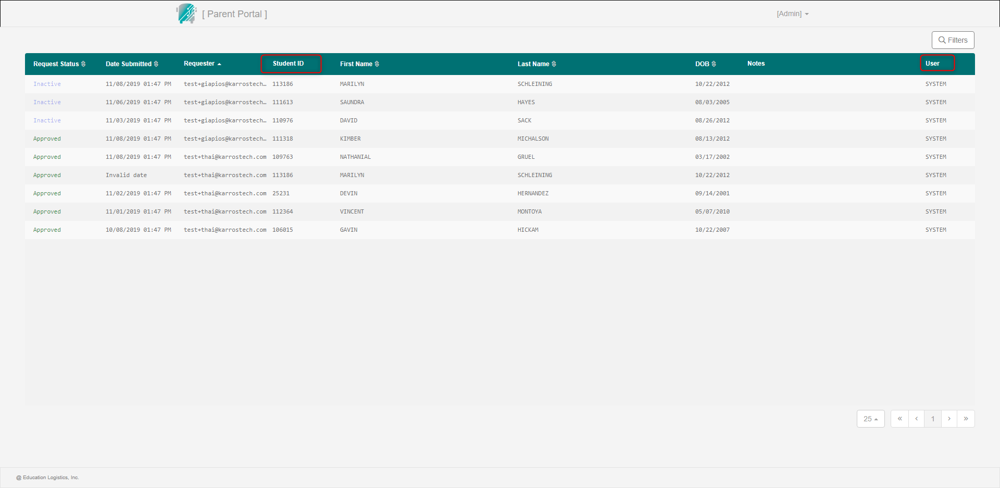 [ Parent Portal ] [Admin]
Filters
Request Status Date Submitted Requester Student ID First Name Last Name DOB Notes User
Inactive 11/08/2019 01:47 PM test+giapios@karrostech… 113186 MARILYN SCHLEINING 10/22/2012 SYSTEM
Inactive 11/06/2019 01:47 PM test+giapios@karrostech… 111613 SAUNDRA HAYES 08/03/2005 SYSTEM
Inactive 11/03/2019 01:47 PM test+giapios@karrostech… 110976 DAVID SACK 08/26/2012 SYSTEM
Approved 11/08/2019 01:47 PM test+giapios@karrostech… 111318 KIMBER MICHALSON 08/13/2012 SYSTEM
Approved 11/08/2019 01:47 PM test+thai@karrostech.com 109763 NATHANIAL GRUEL 03/17/2002 SYSTEM
Approved Invalid date test+thai@karrostech.com 113186 MARILYN SCHLEINING 10/22/2012 SYSTEM
Approved 11/02/2019 01:47 PM test+thai@karrostech.com 25231 DEVIN HERNANDEZ 09/14/2001 SYSTEM
Approved 11/01/2019 01:47 PM test+thai@karrostech.com 112364 VINCENT MONTOYA 05/07/2010 SYSTEM
Approved 10/08/2019 01:47 PM test+thai@karrostech.com 106015 GAVIN HICKAM 10/22/2007 SYSTEM
25 « ‹ 1 › »
@ Education Logistics, Inc.